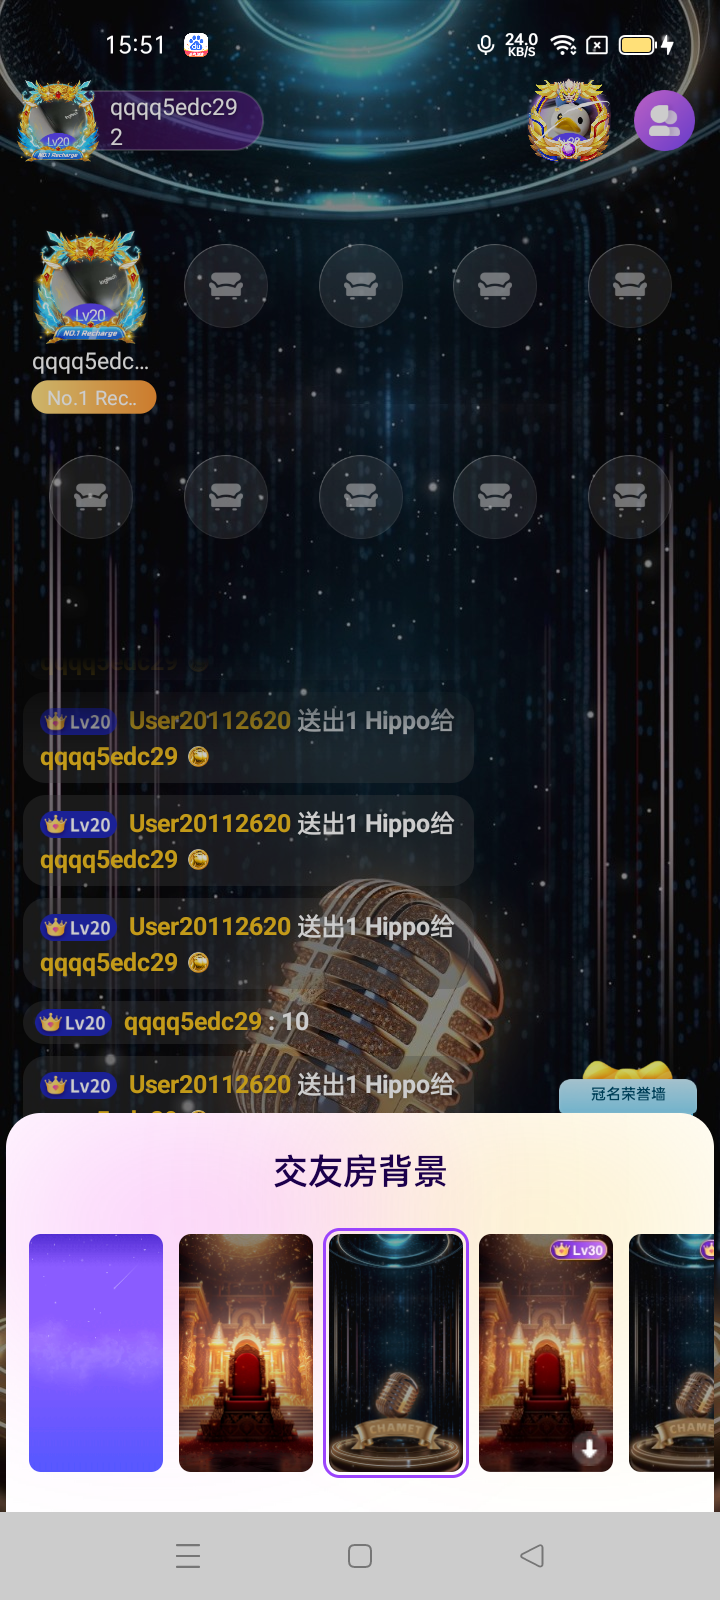 15:51
24.0
KB/S
qqqq5edc29
2
Lv20
NO.1 Recharge
Lv20
NO.1 Recharge
qqqq5edc...
No.1 Rec..
Lv20 User20112620 送出1 Hippo给
qqqq5edc29
Lv20 User20112620 送出1 Hippo给
qqqq5edc29
Lv20 User20112620 送出1 Hippo给
qqqq5edc29
Lv20 qqqq5edc29 : 10
Lv20 User20112620 送出1 Hippo给
冠名荣誉墙
交友房背景
Lv30
CHAMET
CHAME